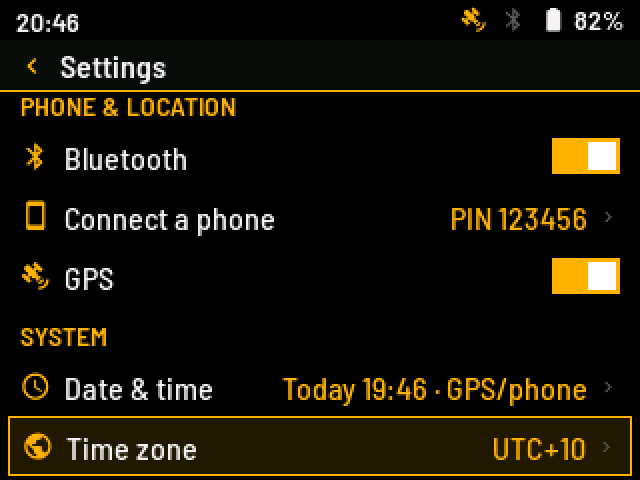 20:46
82%
Settings
PHONE & LOCATION
Bluetooth
Connect a phone PIN 123456
GPS
SYSTEM
Date & time Today 19:46 · GPS/phone
Time zone UTC+10